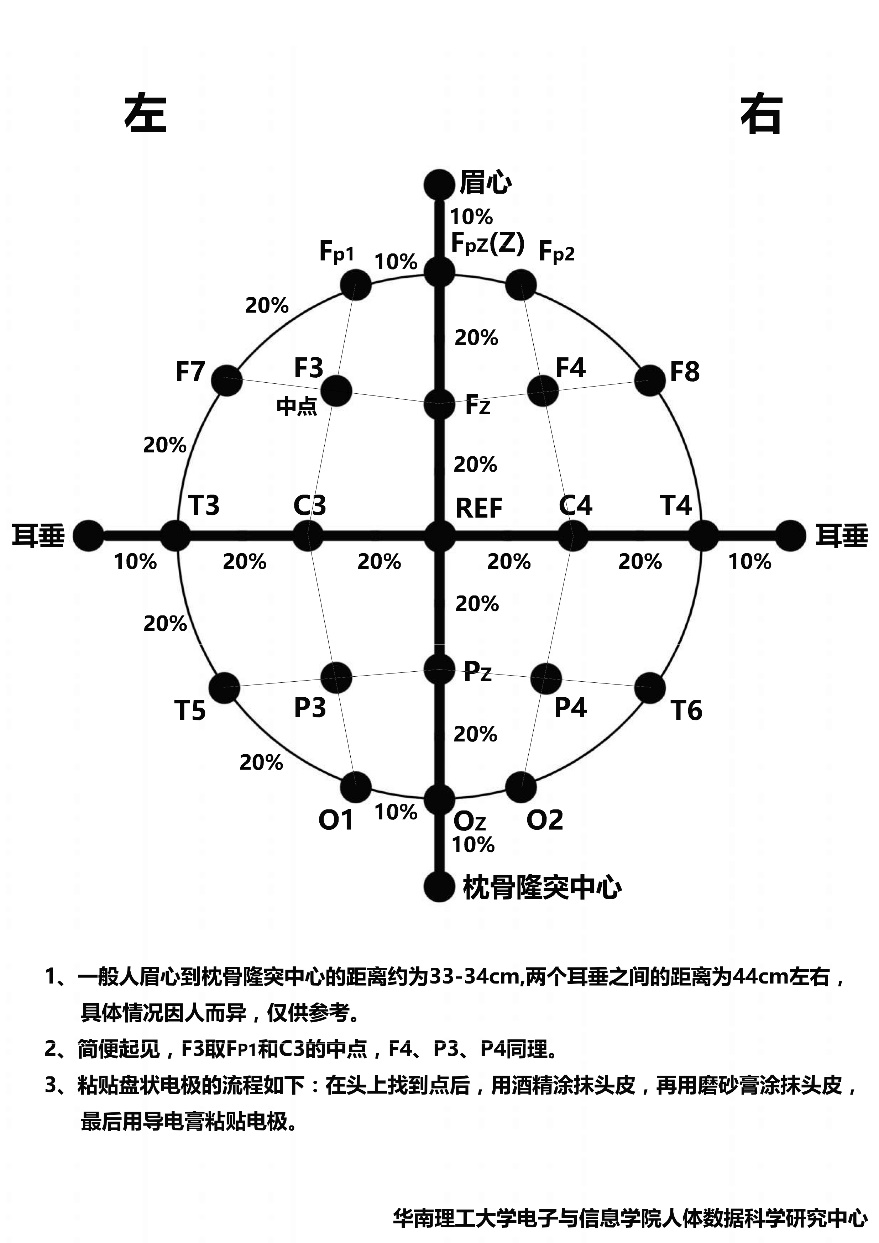 左
右
眉心
10%
FpZ(Z)
Fp1
10%
Fp2
20%
20%
F7
F3
F4
F8
中点
Fz
20%
20%
T3
C3
REF
C4
T4
耳垂
耳垂
10%
20%
20%
20%
20%
10%
20%
20%
Pz
T5
P3
P4
T6
20%
20%
O1
10%
Oz
O2
10%
枕骨隆突中心
1、一般人眉心到枕骨隆突中心的距离约为33-34cm,两个耳垂之间的距离为44cm左右，
具体情况因人而异，仅供参考。
2、简便起见，F3取FP1和C3的中点，F4、P3、P4同理。
3、粘贴盘状电极的流程如下：在头上找到点后，用酒精涂抹头皮，再用磨砂膏涂抹头皮，
最后用导电膏粘贴电极。
华南理工大学电子与信息学院人体数据科学研究中心